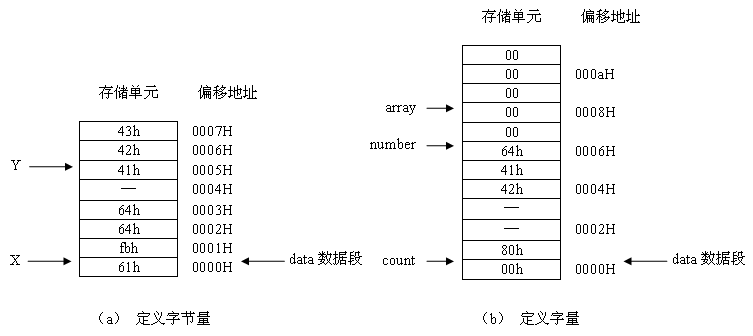 存储单元 偏移地址
43h 0007H
42h 0006H
Y 41h 0005H
— 0004H
64h 0003H
64h 0002H
fbh 0001H
X 61h 0000H data 数据段
（a） 定义字节量
存储单元 偏移地址
00
00 000aH
00
array 00 0008H
00
number 64h 0006H
41h
42h 0004H
—
— 0002H
80h
count 00h 0000H data 数据段
（b） 定义字量